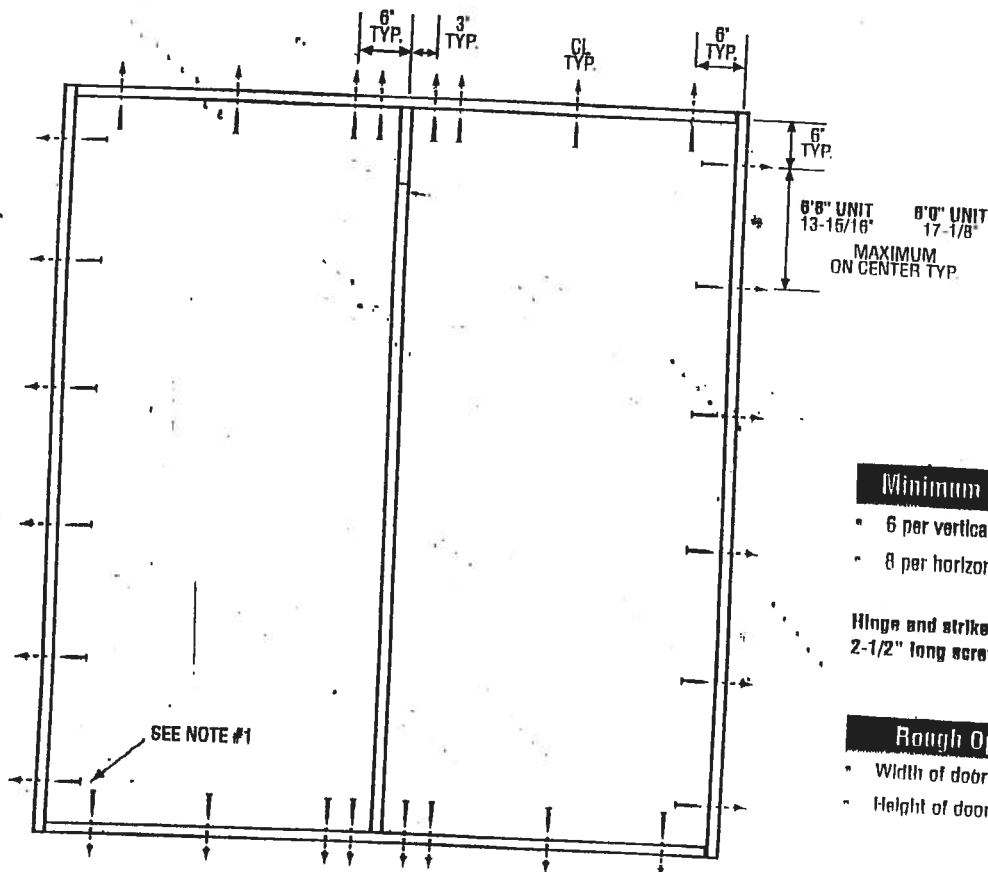 6" TYP.
3" TYP.
CL TYP.
6" TYP.
6" TYP.
6'8" UNIT 8'0" UNIT
13-15/16" 17-1/8"
MAXIMUM
ON CENTER TYP.
Minimum
6 per vertica
8 per horizon
Hinge and strike
2-1/2" long scre
SEE NOTE #1
Rough Op
Width of door
Height of door